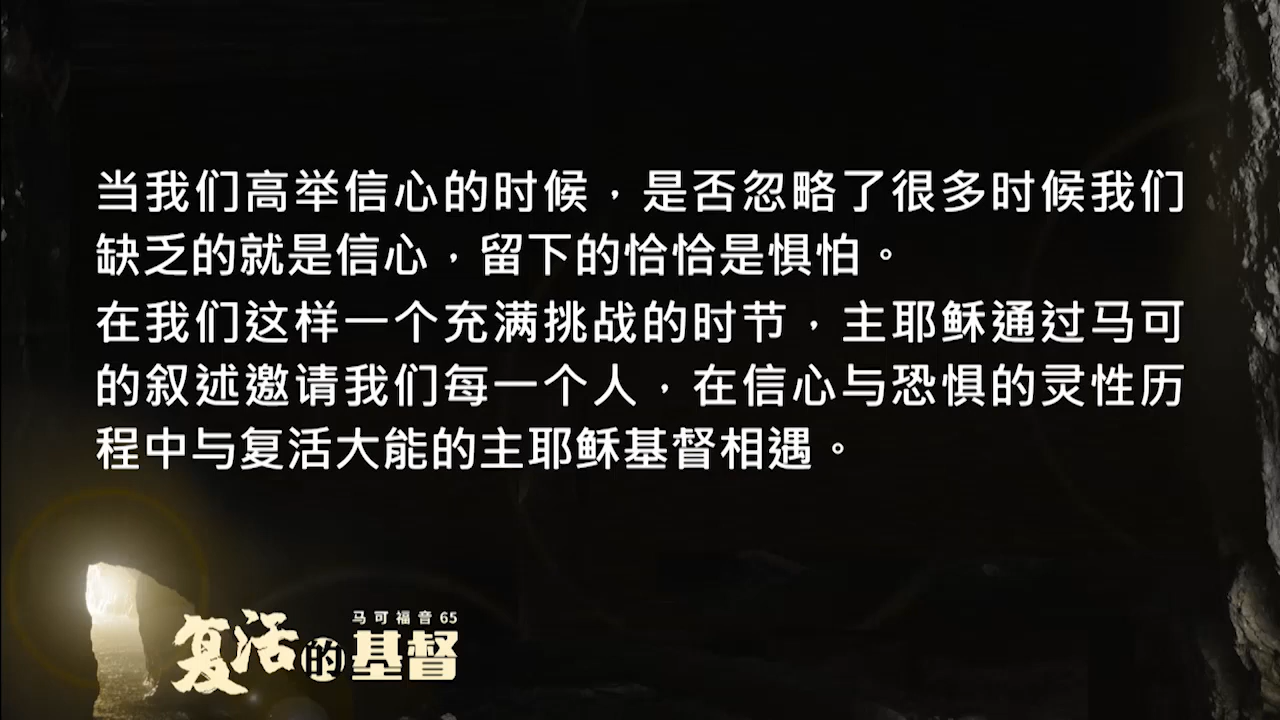 当我们高举信心的时候，是否忽略了很多时候我们
缺乏的就是信心，留下的恰恰是惧怕。
在我们这样一个充满挑战的时节，主耶稣通过马可
的叙述邀请我们每一个人，在信心与恐惧的灵性历
程中与复活大能的主耶稣基督相遇。
马可福音65
复活的基督